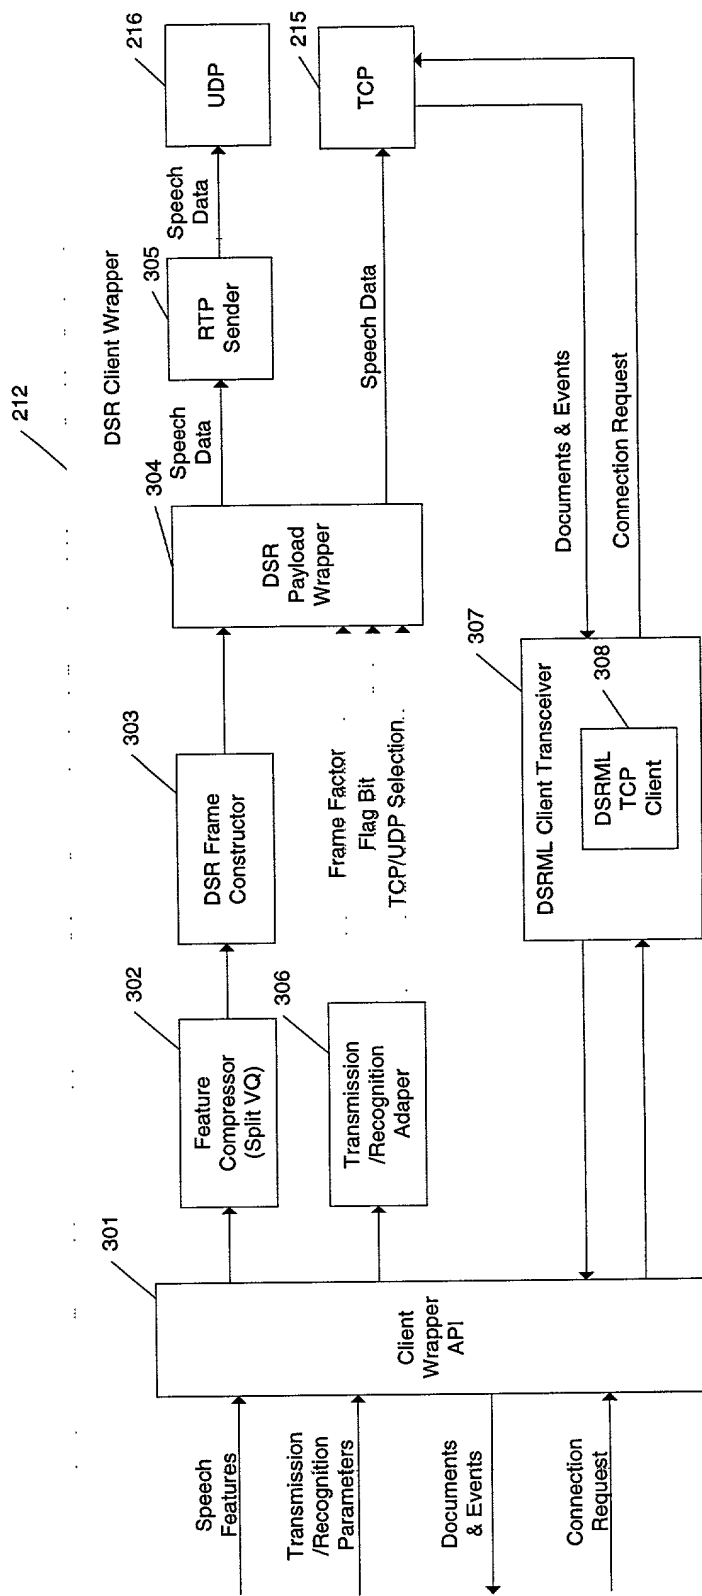 212
DSR Client Wrapper
301
302
303
304
305
216
Speech
Features
Feature
Compressor
(Split VQ)
DSR Frame
Constructor
DSR
Payload
Wrapper
Speech
Data
RTP
Sender
Speech
Data
UDP
306
215
Transmission
/Recognition
Parameters
Client
Wrapper
API
Transmission
/Recognition
Adaper
Frame Factor
Flag Bit
TCP/UDP Selection
Speech Data
TCP
Documents
& Events
Connection
Request
307
DSRML Client Transceiver
308
DSRML
TCP
Client
Documents & Events
Connection Request